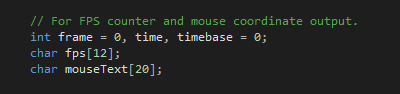 // For FPS counter and mouse coordinate output.
int frame = 0, time, timebase = 0;
char fps[12];
char mouseText[20];